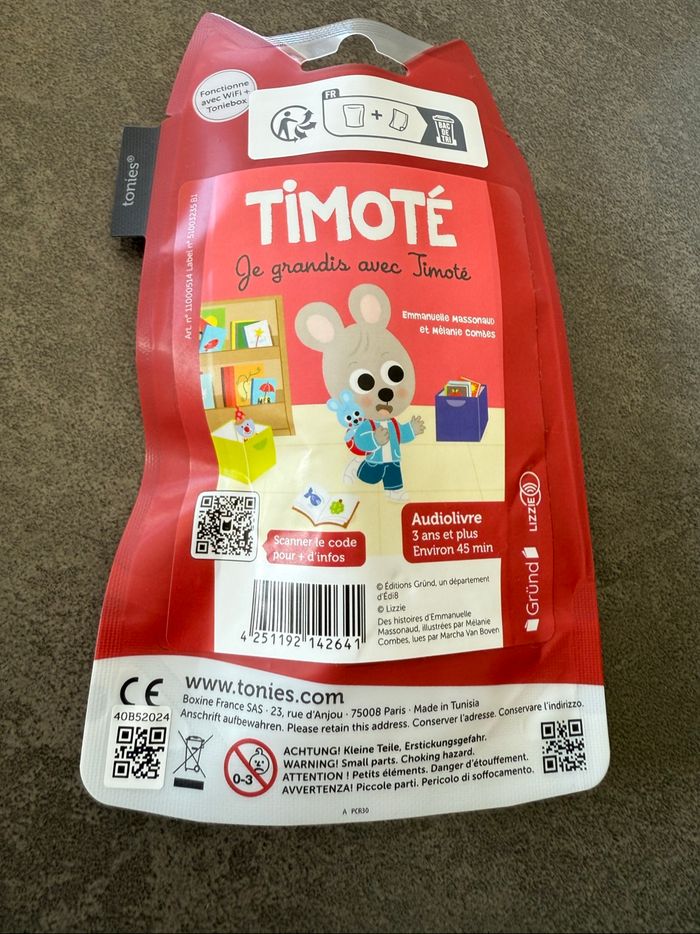 Fonctionne
avec WiFi +
Toniebox
FR
+
BAC
DE
TRI
tonies®
Art. n° 11000514 Label n° 51003235 B1
TiMOTÉ
Je grandis avec Timoté
Emmanuelle Massonaud
et Mélanie Combes
Scanner le code
pour + d'infos
Audiolivre
3 ans et plus
Environ 45 min
LIZZIE
Gründ
4 251192 142641
© Éditions Gründ, un département
d'Édi8
© Lizzie
Des histoires d'Emmanuelle
Massonaud, illustrées par Mélanie
Combes, lues par Marcha Van Boven
CE
www.tonies.com
Boxine France SAS · 23, rue d'Anjou · 75008 Paris · Made in Tunisia
Anschrift aufbewahren. Please retain this address. Conserver l'adresse. Conservare l'indirizzo.
40B52024
0-3
ACHTUNG! Kleine Teile, Erstickungsgefahr.
WARNING! Small parts. Choking hazard.
ATTENTION ! Petits éléments. Danger d'étouffement.
AVVERTENZA! Piccole parti. Pericolo di soffocamento.
A PCR30